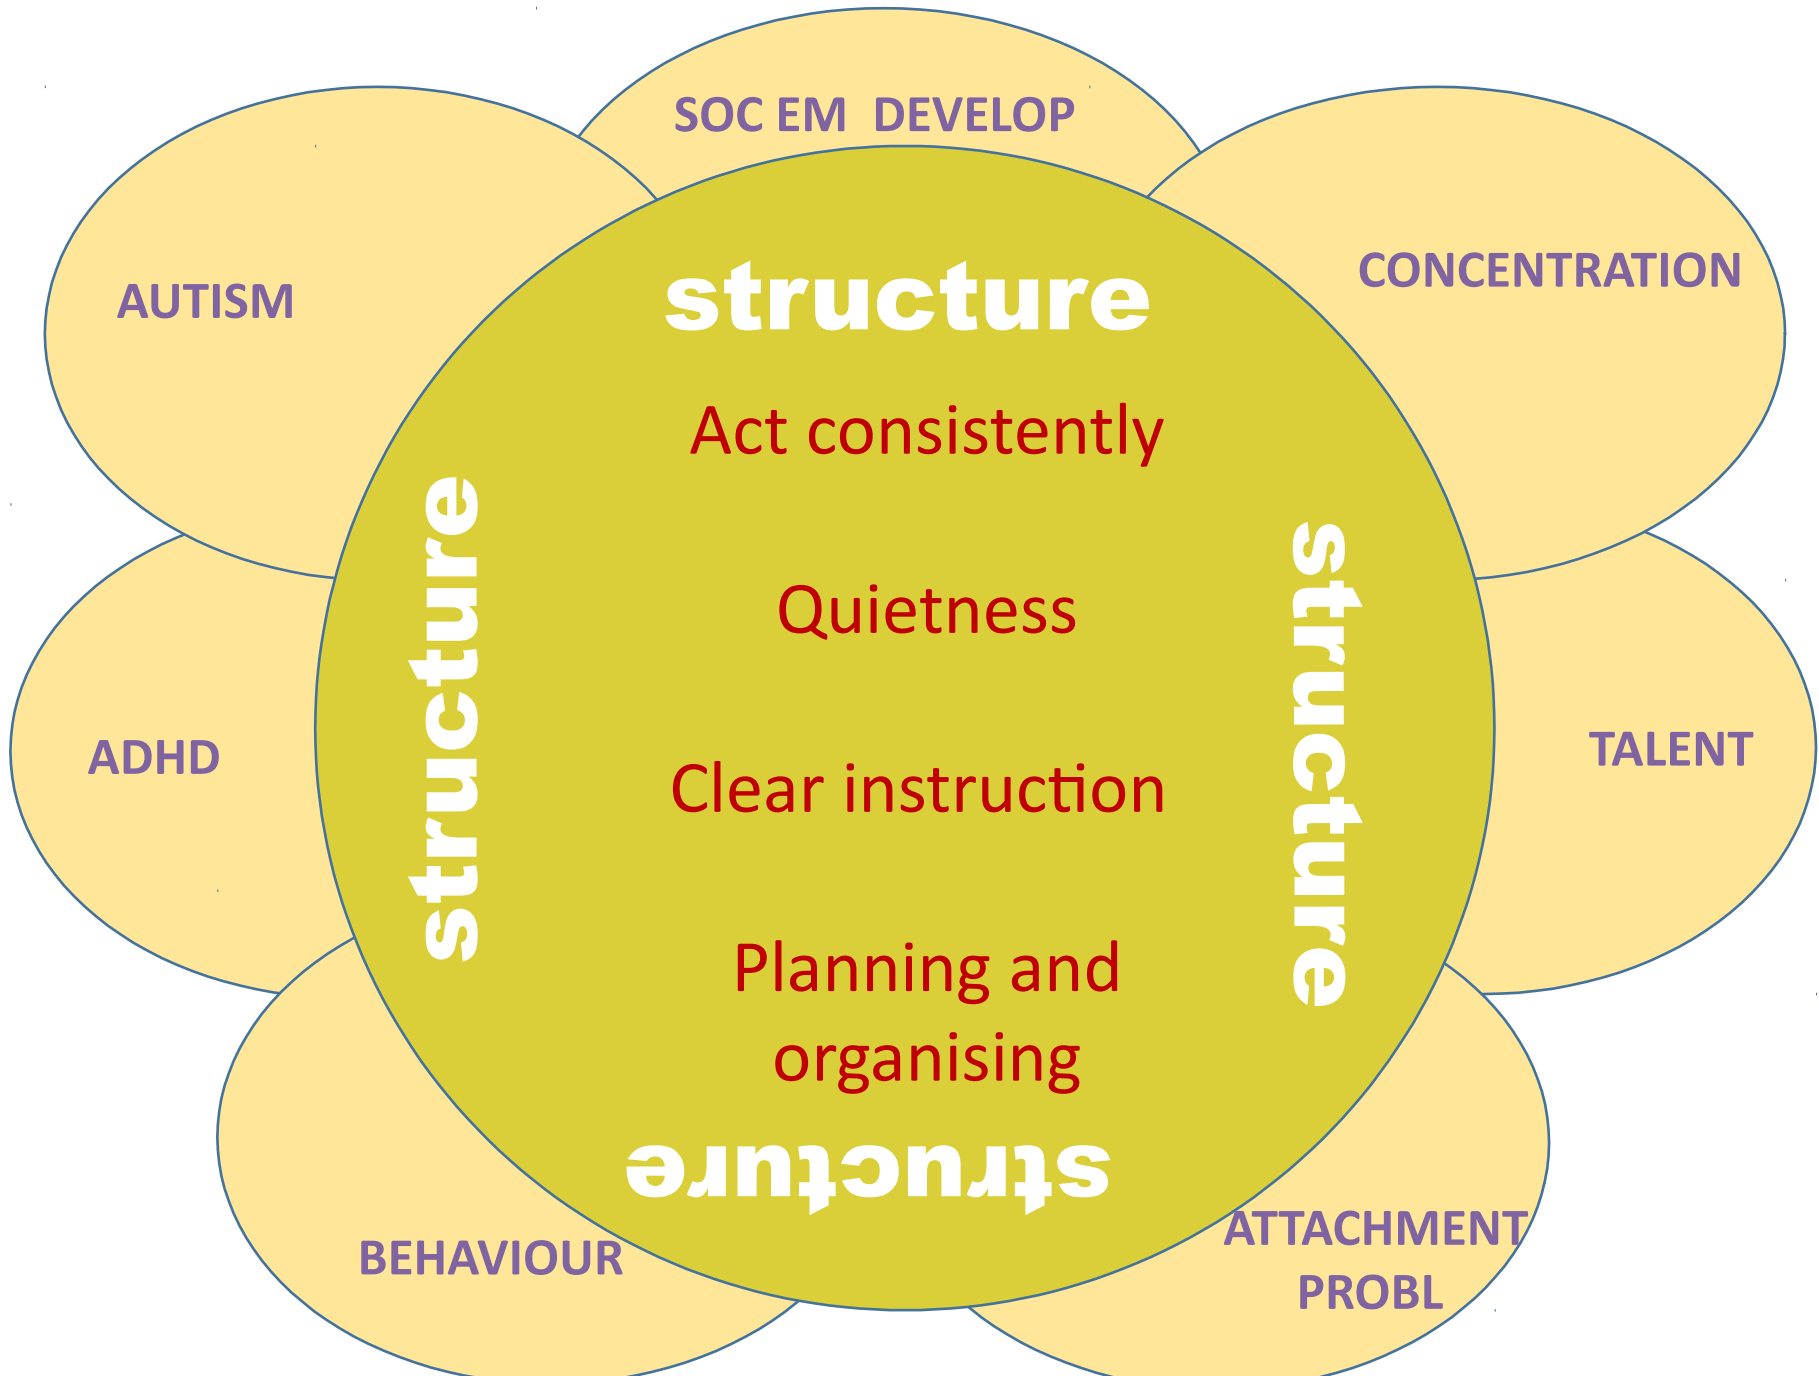 SOC EM DEVELOP
AUTISM
CONCENTRATION
structure
Act consistently
structure
Quietness
structure
ADHD
Clear instruction
TALENT
Planning and
organising
structure
BEHAVIOUR
ATTACHMENT
PROBL